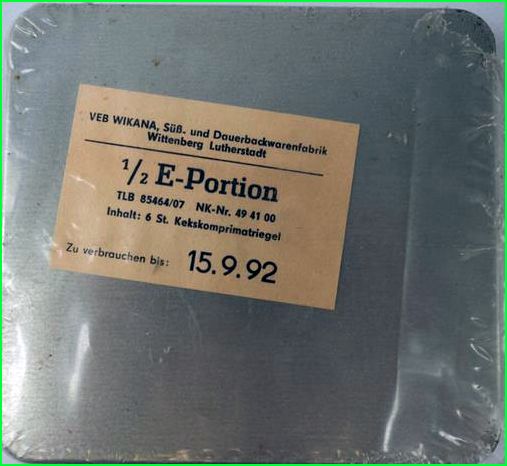 VEB WIKANA, Süß. und Dauerbackwarenfabrik
Wittenberg Lutherstadt
1/2 E-Portion
TLB 85464/07 NK-Nr. 49 41 00
Inhalt: 6 St. Kekskomprimatriegel
Zu verbrauchen bis: 15.9.92